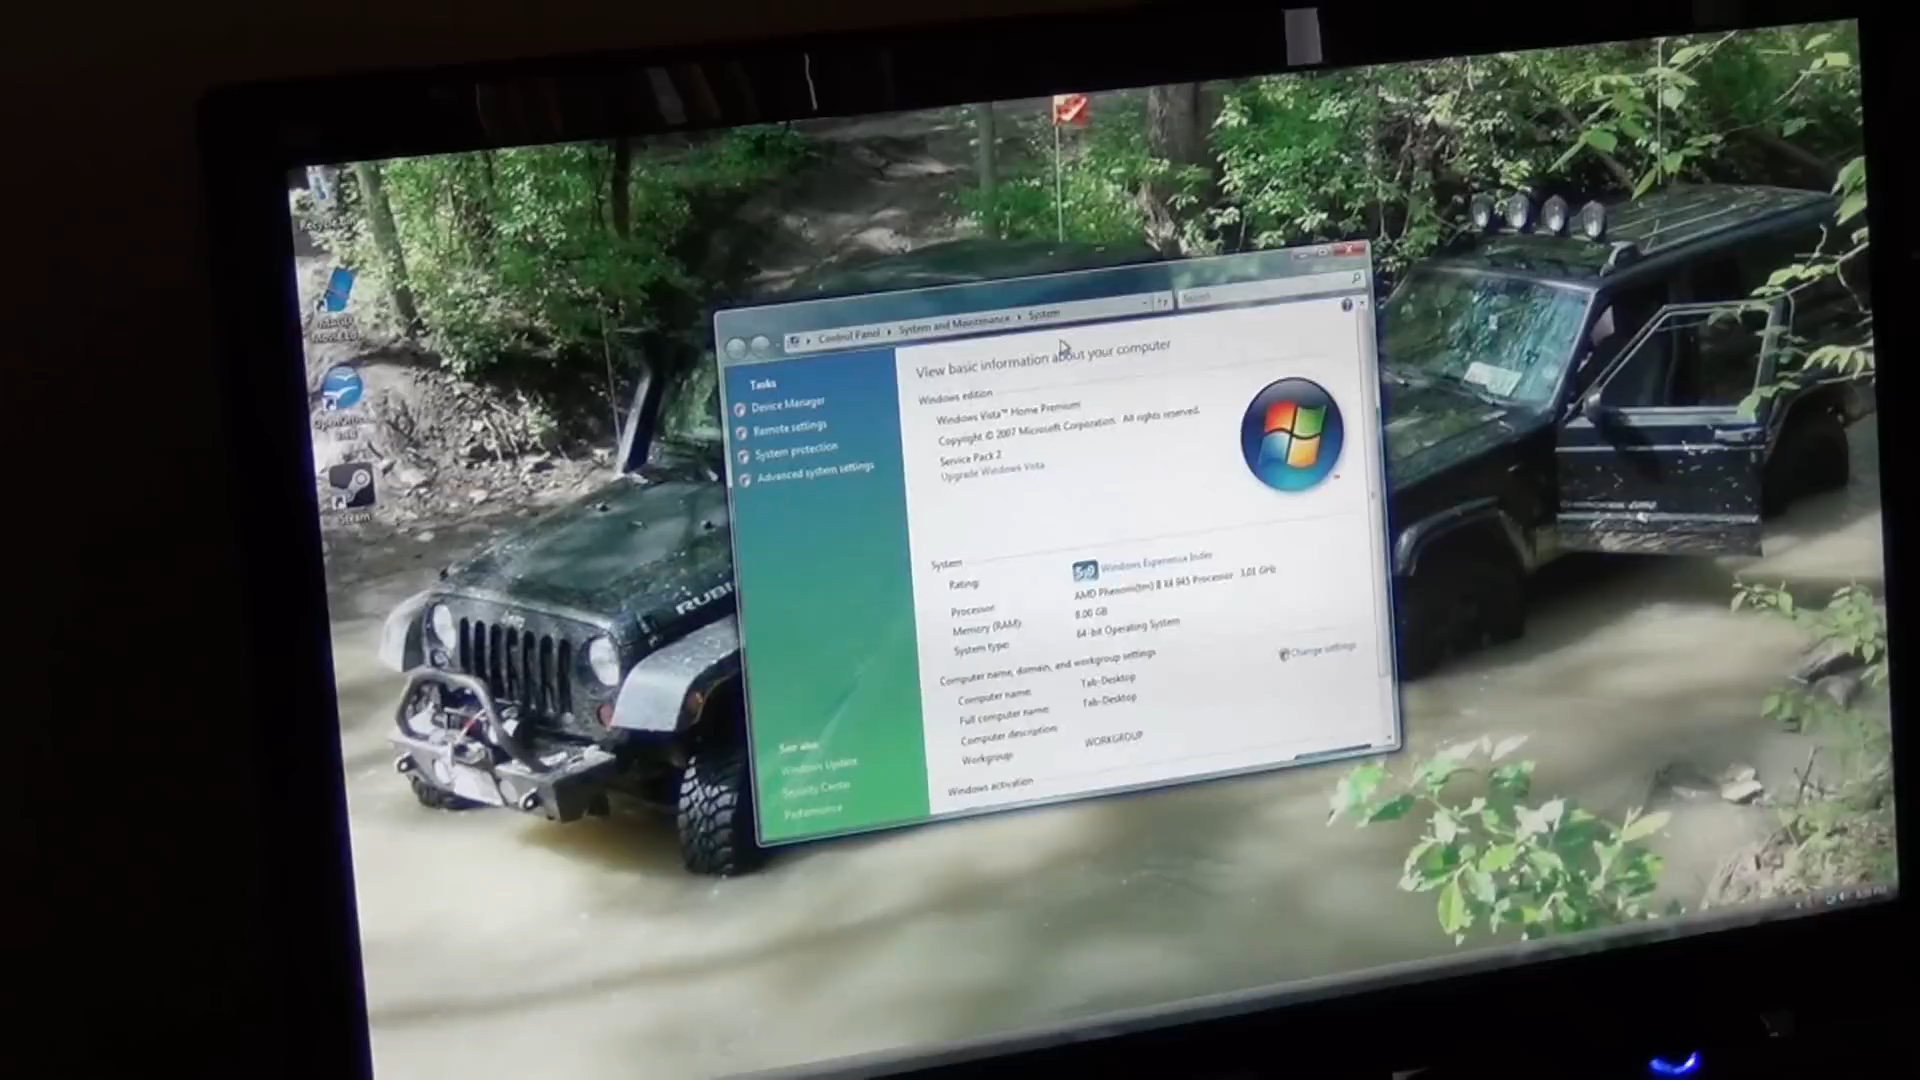 Control Panel ▸ System and Maintenance ▸ System
Search
View basic information about your computer
Tasks
Device Manager
Remote settings
System protection
Advanced system settings
See also
Windows Update
Security Center
Performance
Windows edition
Windows Vista™ Home Premium
Copyright © 2007 Microsoft Corporation. All rights reserved.
Service Pack 2
Upgrade Windows Vista
System
Rating:
5.9 Windows Experience Index
Processor:
AMD Phenom(tm) II X4 945 Processor 3.01 GHz
Memory (RAM):
8.00 GB
System type:
64-bit Operating System
Computer name, domain, and workgroup settings
Change settings
Computer name:
Tab-Desktop
Full computer name:
Tab-Desktop
Computer description:
Workgroup:
WORKGROUP
Windows activation
Steam
RUBI